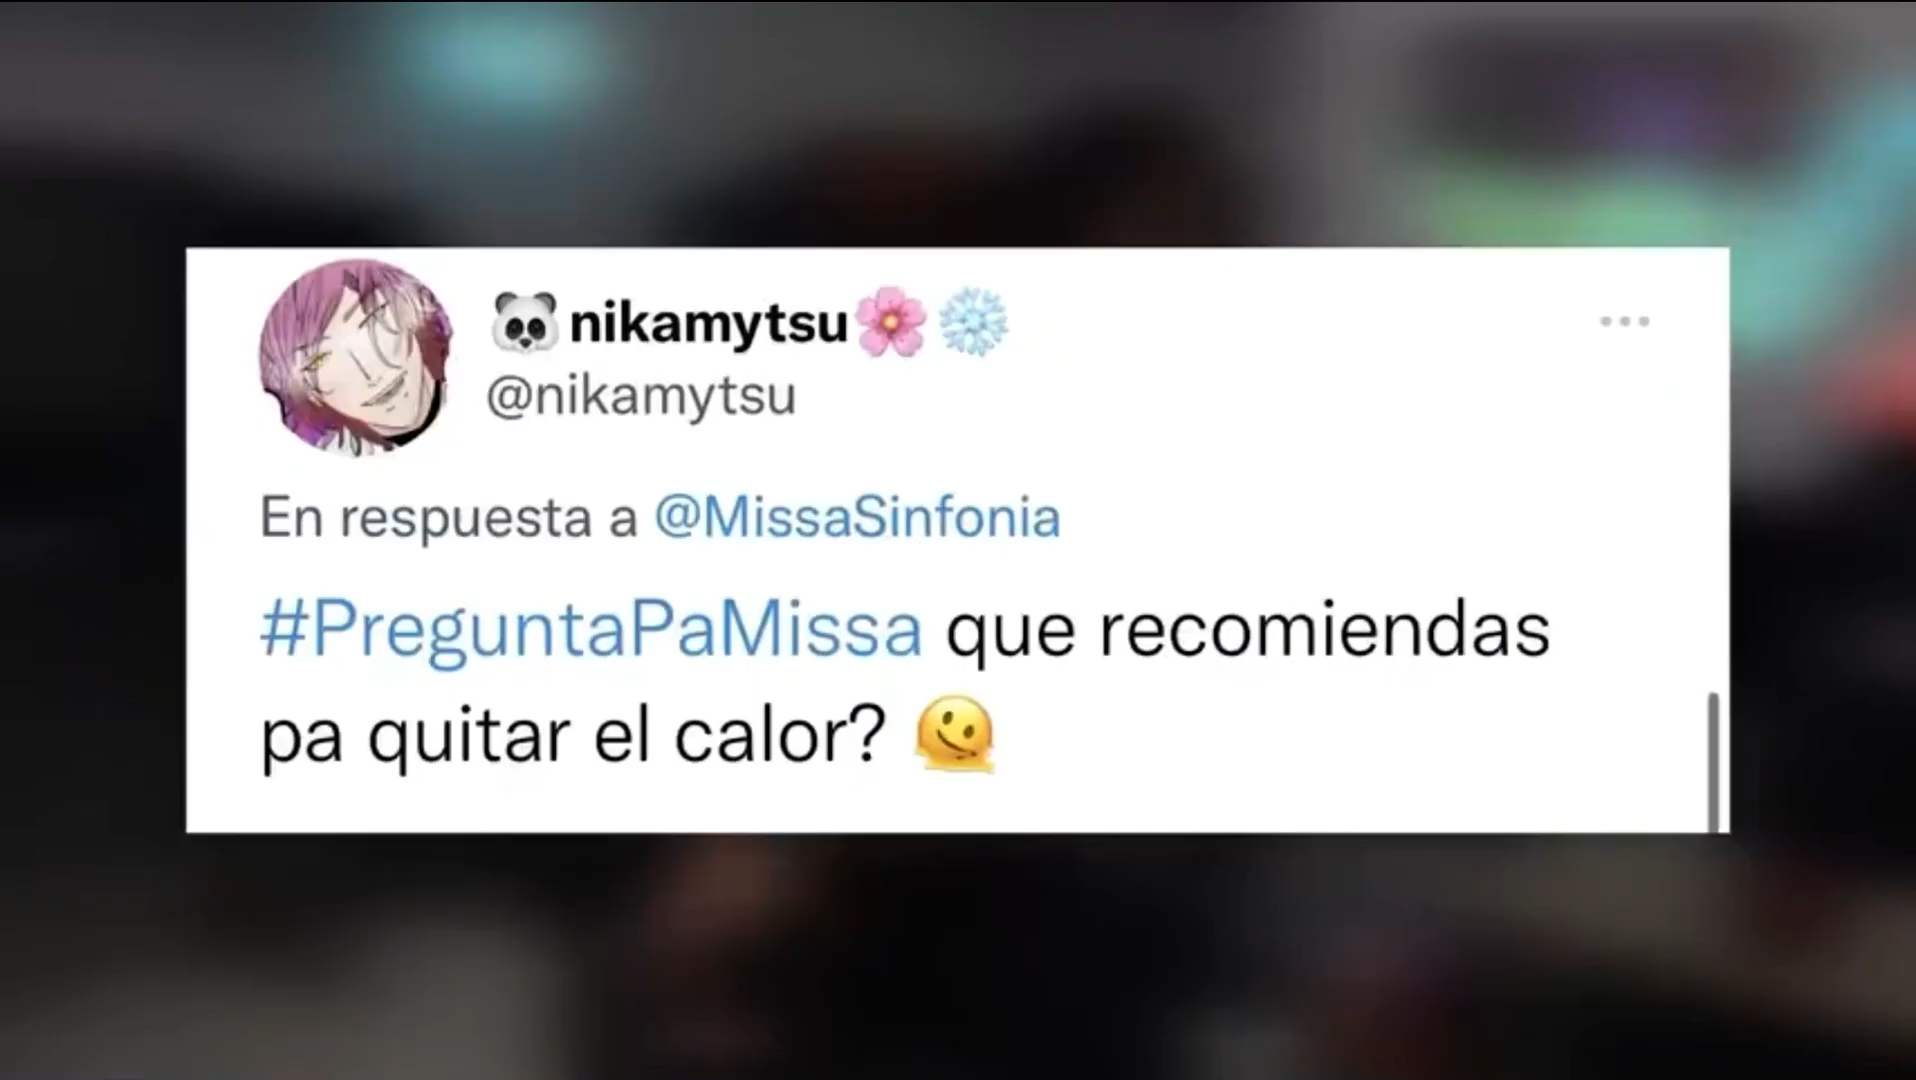 🐼nikamytsu🌸❄️
@nikamytsu
En respuesta a @MissaSinfonia
#PreguntaPaMissa que recomiendas
pa quitar el calor? 🫠